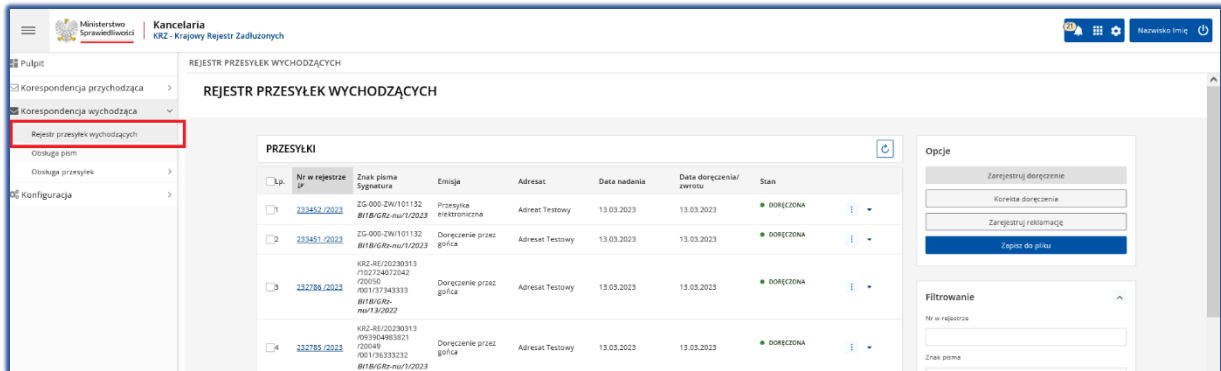 Ministerstwo
Sprawiedliwości
Kancelaria
KRZ - Krajowy Rejestr Zadłużonych
21
Nazwisko Imię
Pulpit
Korespondencja przychodząca
Korespondencja wychodząca
Rejestr przesyłek wychodzących
Obsługa pism
Obsługa przesyłek
Konfiguracja
REJESTR PRZESYŁEK WYCHODZĄCYCH
REJESTR PRZESYŁEK WYCHODZĄCYCH
PRZESYŁKI
Lp. Nr w rejestrze Znak pisma Sygnatura Emisja Adresat Data nadania Data doręczenia/ zwrotu Stan
1 233452 /2023 ZG-000-ZW/101132 BI1B/GRz-nu/1/2023 Przesyłka elektroniczna Adreat Testowy 13.03.2023 13.03.2023 DORĘCZONA
2 233451 /2023 ZG-000-ZW/101132 BI1B/GRz-nu/1/2023 Doręczenie przez gońca Adresat Testowy 13.03.2023 13.03.2023 DORĘCZONA
3 232786 /2023 KRZ-RE/20230313 /102724072042 /20050 /001/37343333 BI1B/GRz- nu/13/2022 Doręczenie przez gońca Adresat Testowy 13.03.2023 13.03.2023 DORĘCZONA
4 232785 /2023 KRZ-RE/20230313 /093904983821 /20049 /001/36333232 BI1B/GRz-nu/1/2023 Doręczenie przez gońca Adresat Testowy 13.03.2023 13.03.2023 DORĘCZONA
Opcje
Zarejestruj doręczenie
Korekta doręczenia
Zarejestruj reklamację
Zapisz do pliku
Filtrowanie
Nr w rejestrze
Znak pisma